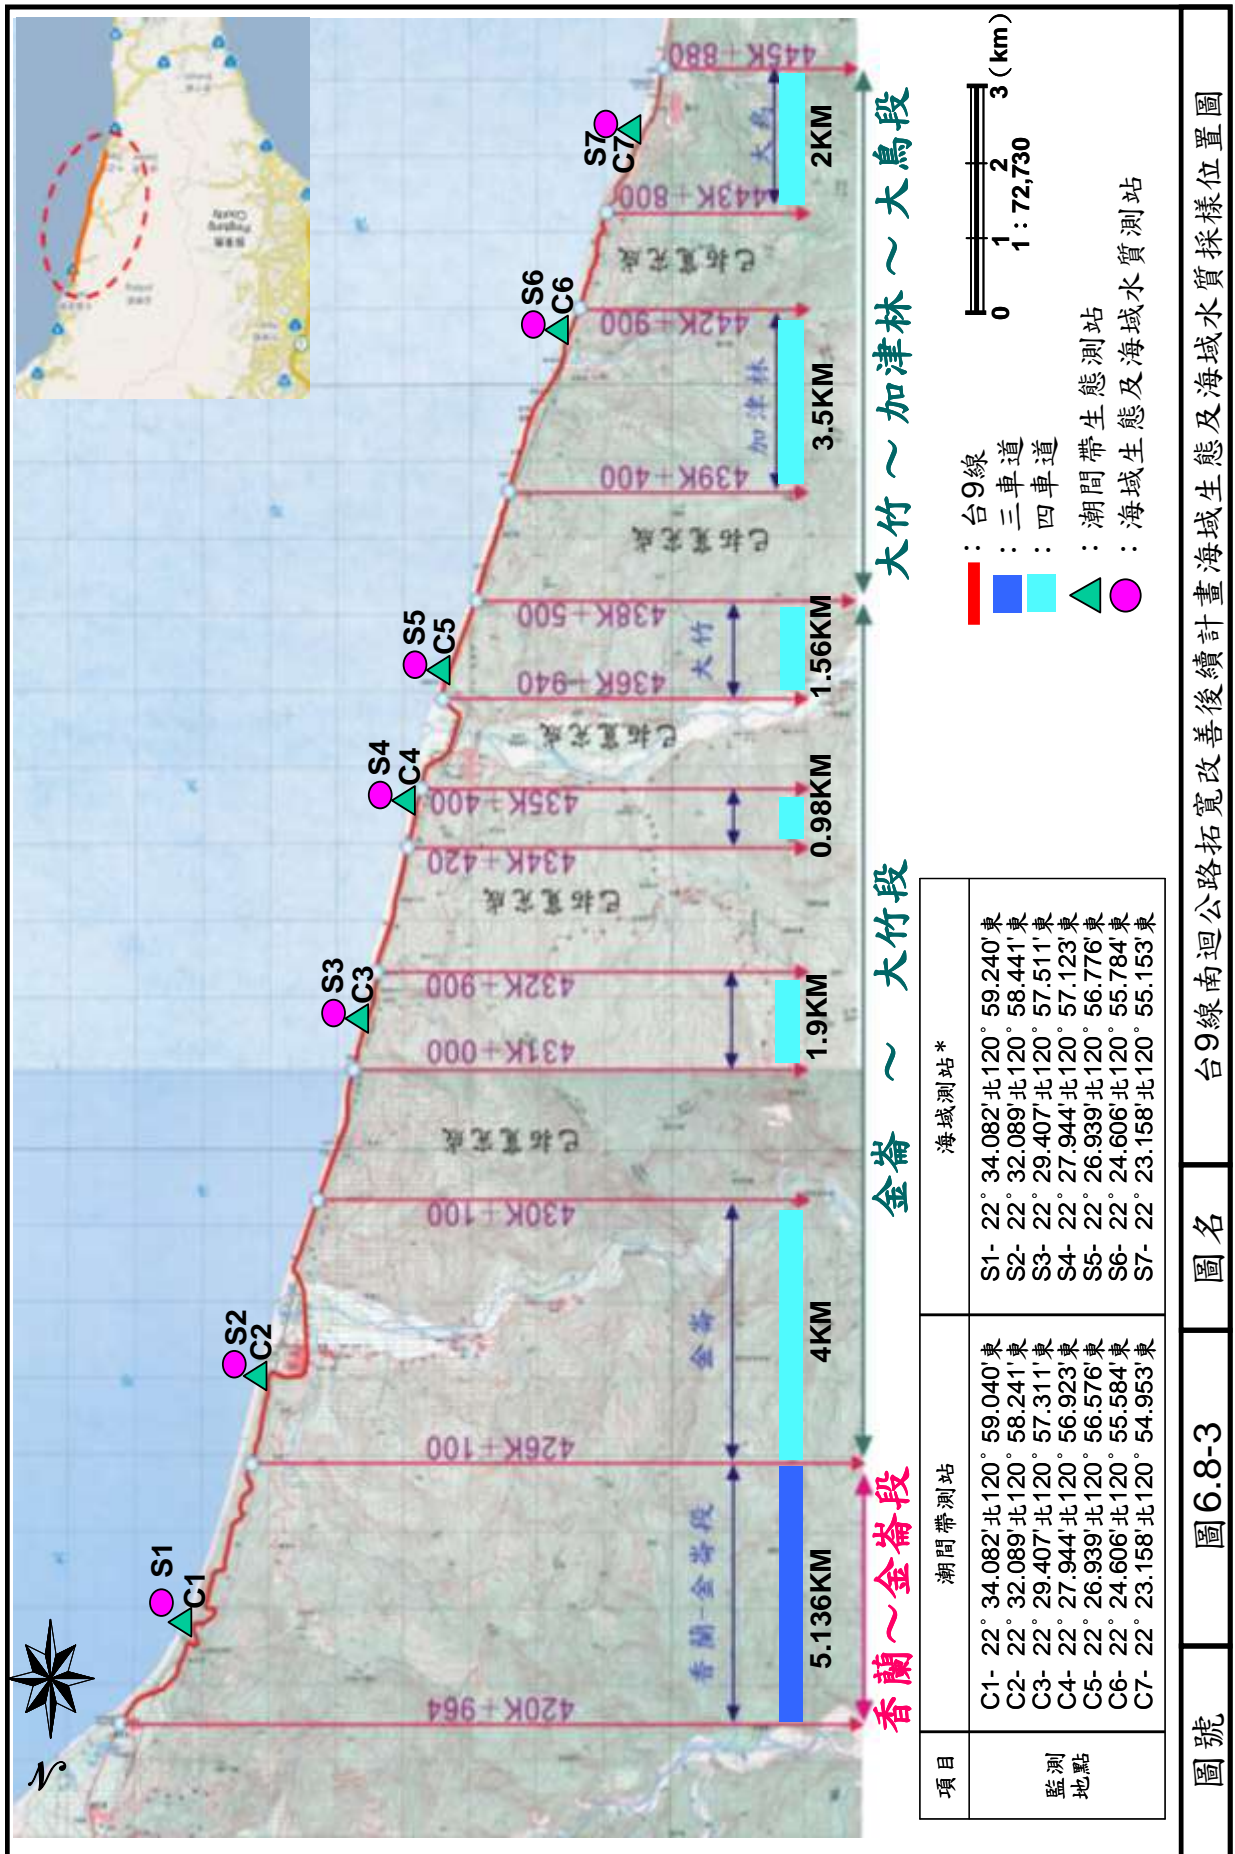 N
S1
C1
S2
C2
S3
C3
S4
C4
S5
C5
S6
C6
S7
C7
420K+964
426K+100
430K+100
431K+000
432K+900
434K+420
435K+400
436K+940
438K+500
439K+400
442K+900
443K+800
445K+880
已拓寬完成
已拓寬完成
已拓寬完成
已拓寬完成
已拓寬完成
香蘭-金崙段
金崙
大竹
加津林
大鳥
5.136KM
4KM
1.9KM
0.98KM
1.56KM
3.5KM
2KM
香蘭～金崙段
金崙 ～ 大竹段
大竹～加津林～大鳥段
Pingtung
County
0 1 2 3 (km)
1：72,730
：台9線
：三車道
：四車道
：潮間帶生態測站
：海域生態及海域水質測站
項目 潮間帶測站 海域測站*
監測
地點
C1- 22° 34.082'北120° 59.040'東 S1- 22° 34.082'北120° 59.240'東
C2- 22° 32.089'北120° 58.241'東 S2- 22° 32.089'北120° 58.441'東
C3- 22° 29.407'北120° 57.311'東 S3- 22° 29.407'北120° 57.511'東
C4- 22° 27.944'北120° 56.923'東 S4- 22° 27.944'北120° 57.123'東
C5- 22° 26.939'北120° 56.576'東 S5- 22° 26.939'北120° 56.776'東
C6- 22° 24.606'北120° 55.584'東 S6- 22° 24.606'北120° 55.784'東
C7- 22° 23.158'北120° 54.953'東 S7- 22° 23.158'北120° 55.153'東
圖號 圖6.8-3 圖名 台9線南迴公路拓寬改善後續計畫海域生態及海域水質採樣位置圖